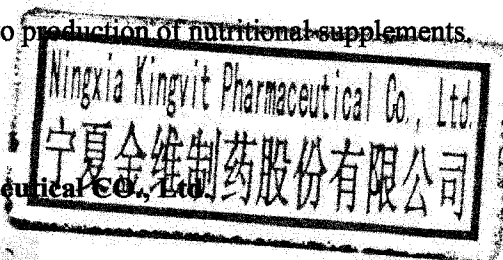 o production of nutritional supplements.
Ningxia Kingvit Pharmaceutical Co., Ltd.
宁夏金维制药股份有限公司
eutical CO., Ltd.